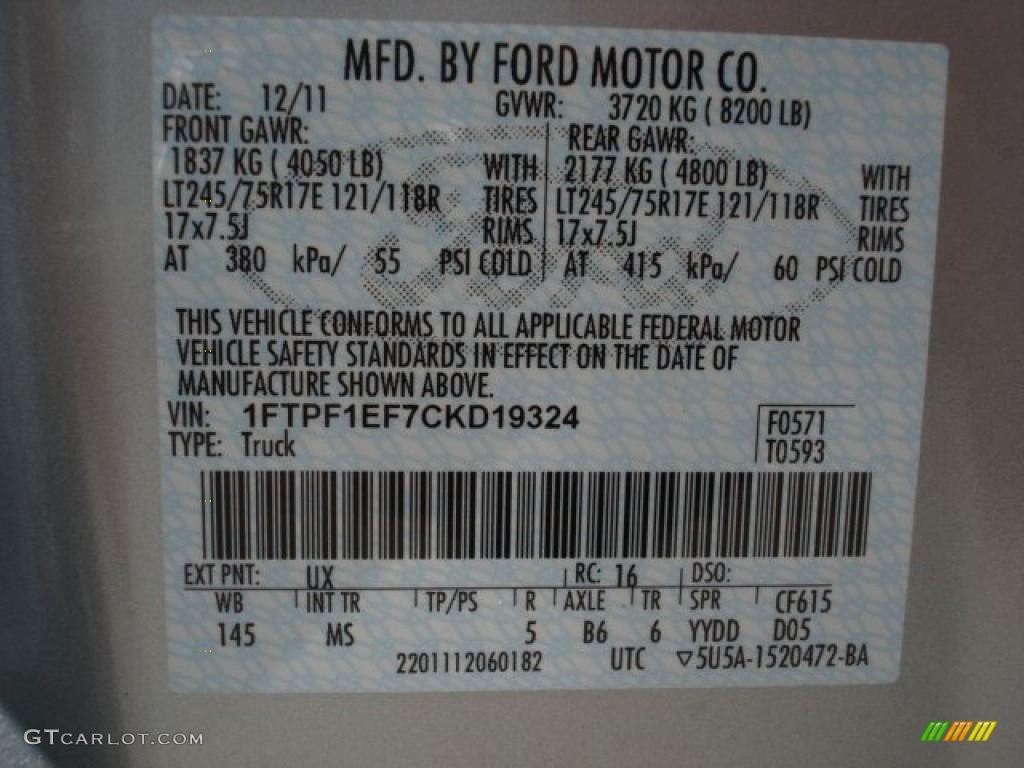 MFD. BY FORD MOTOR CO.
DATE: 12/11 GVWR: 3720 KG ( 8200 LB)
FRONT GAWR: REAR GAWR:
1837 KG ( 4050 LB) WITH 2177 KG ( 4800 LB) WITH
LT245/75R17E 121/118R TIRES LT245/75R17E 121/118R TIRES
17x7.5J RIMS 17x7.5J RIMS
AT 380 kPa/ 55 PSI COLD AT 415 kPa/ 60 PSI COLD
THIS VEHICLE CONFORMS TO ALL APPLICABLE FEDERAL MOTOR
VEHICLE SAFETY STANDARDS IN EFFECT ON THE DATE OF
MANUFACTURE SHOWN ABOVE.
VIN: 1FTPF1EF7CKD19324 F0571
TYPE: Truck T0593
EXT PNT: UX RC: 16 DSO:
WB INT TR TP/PS R AXLE TR SPR CF615
145 MS 5 B6 6 YYDD D05
2201112060182 UTC ▽5U5A-1520472-BA
GTCARLOT.COM